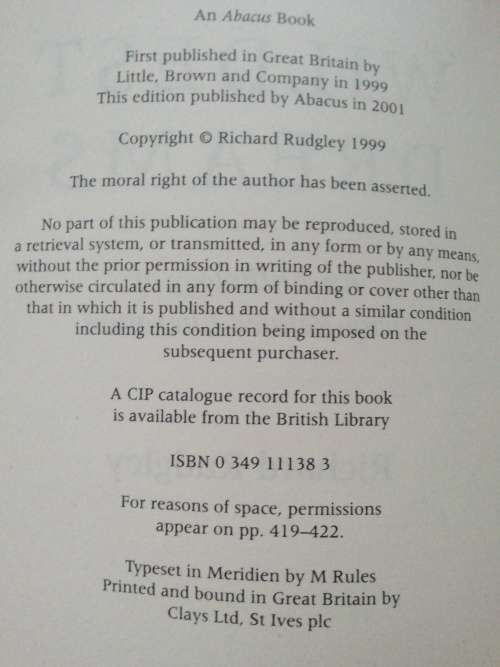 An Abacus Book
First published in Great Britain by
Little, Brown and Company in 1999
This edition published by Abacus in 2001
Copyright © Richard Rudgley 1999
The moral right of the author has been asserted.
No part of this publication may be reproduced, stored in
a retrieval system, or transmitted, in any form or by any means,
without the prior permission in writing of the publisher, nor be
otherwise circulated in any form of binding or cover other than
that in which it is published and without a similar condition
including this condition being imposed on the
subsequent purchaser.
A CIP catalogue record for this book
is available from the British Library
ISBN 0 349 11138 3
For reasons of space, permissions
appear on pp. 419–422.
Typeset in Meridien by M Rules
Printed and bound in Great Britain by
Clays Ltd, St Ives plc